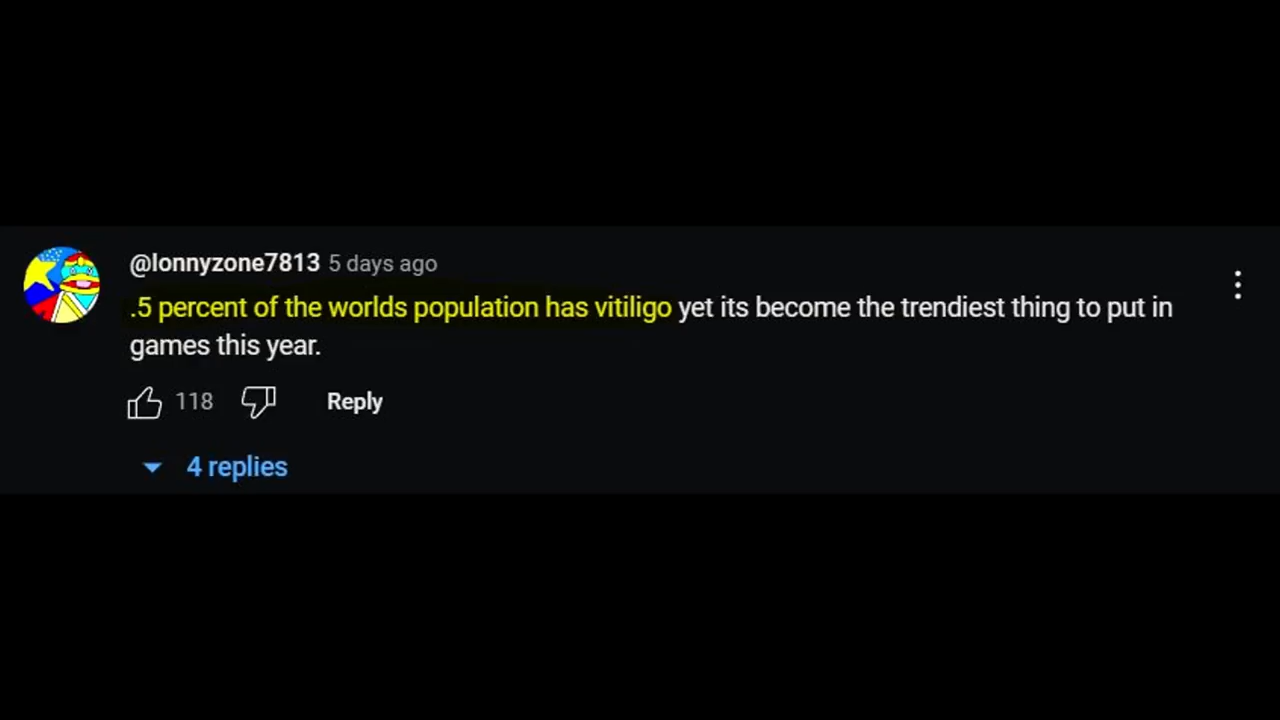 @lonnyzone7813 5 days ago
.5 percent of the worlds population has vitiligo yet its become the trendiest thing to put in
games this year.
118 Reply
4 replies